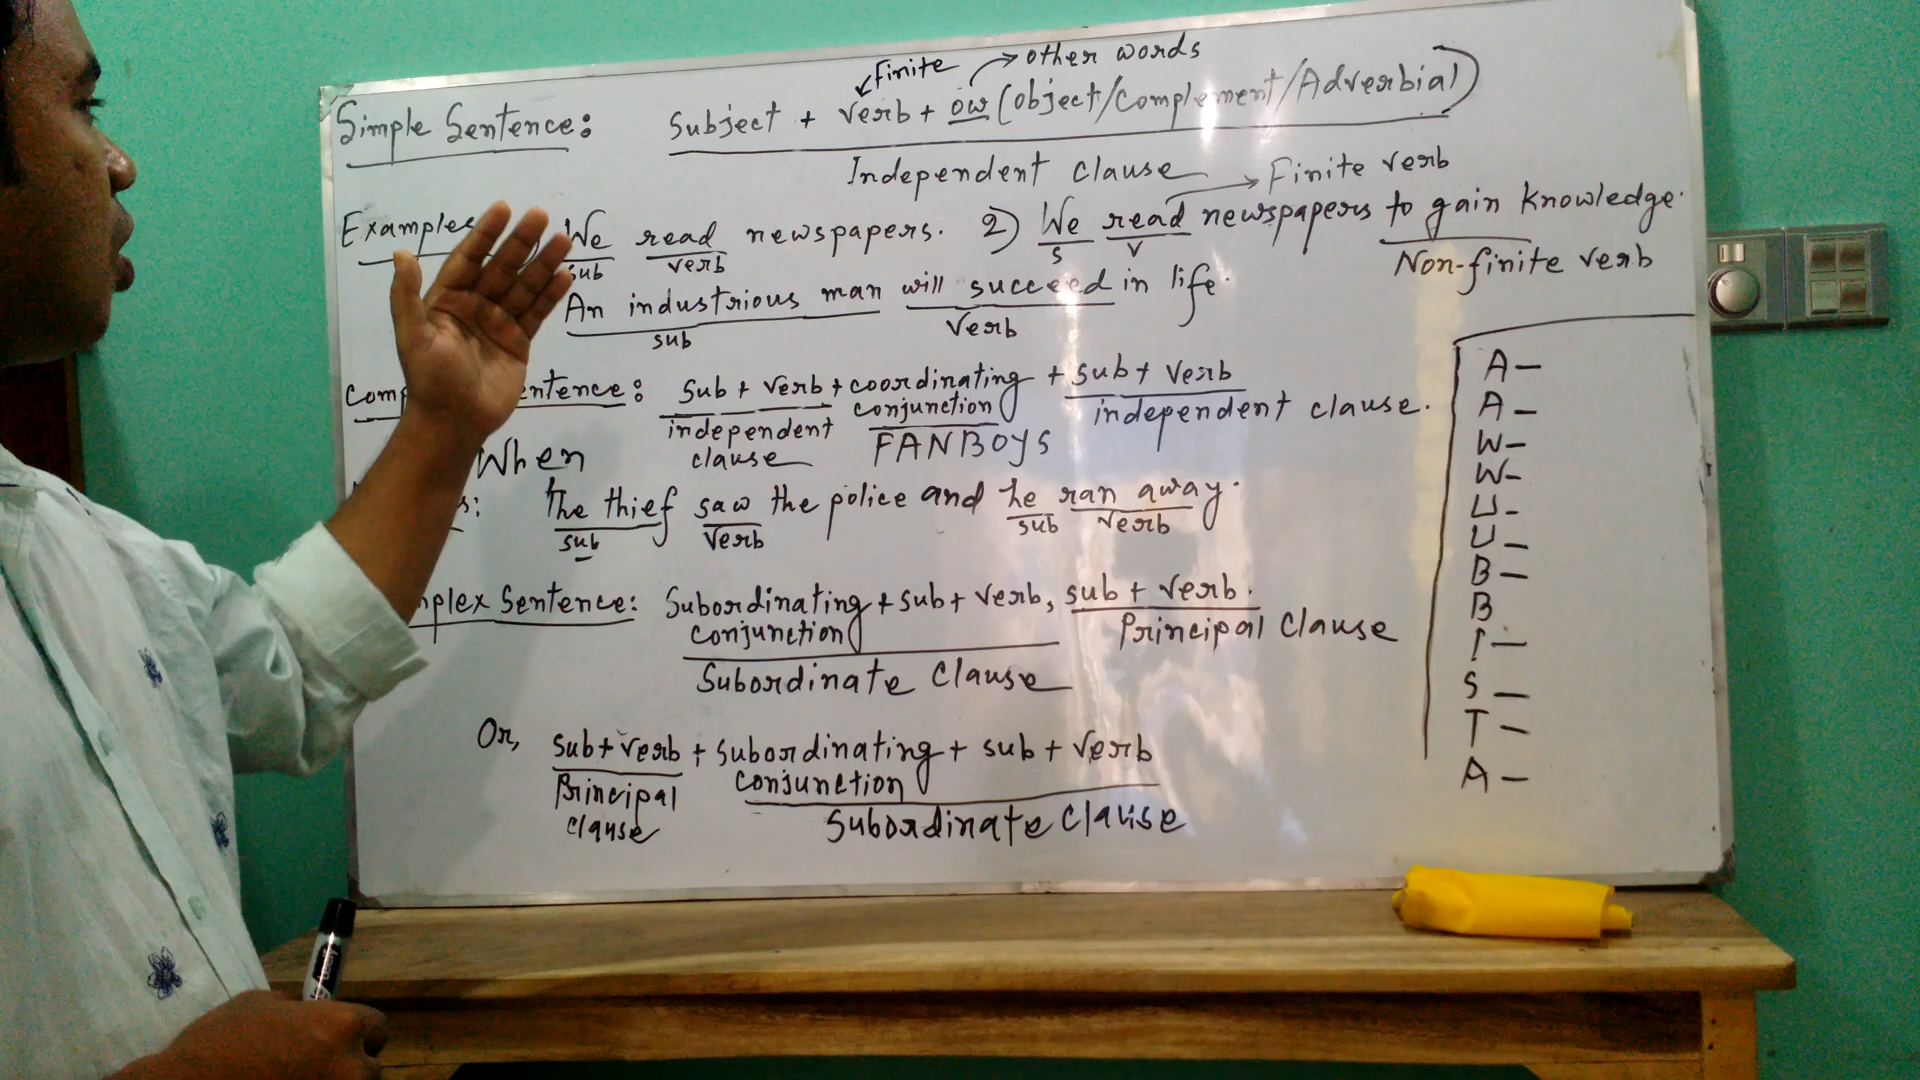 Finite
other words
Simple Sentence: Subject + verb + ow (object/complement/Adverbial)
Independent clause
Finite verb
Examples We read newspapers. 2) We read newspapers to gain knowledge.
sub verb S V Non-finite verb
An industrious man will succeed in life.
sub verb
Sentence: Sub + verb + coordinating + sub + verb
conjunction
independent clause
FANBOYS
independent clause.
When
The thief saw the police and he ran away.
sub verb sub verb
Complex Sentence: Subordinating + sub + verb, sub + verb.
conjunction Principal clause
Subordinate Clause
Or, sub + verb + subordinating + sub + verb
Principal conjunction
clause Subordinate clause
A –
A –
W –
W –
U –
U –
B –
B
I –
S –
T –
A –